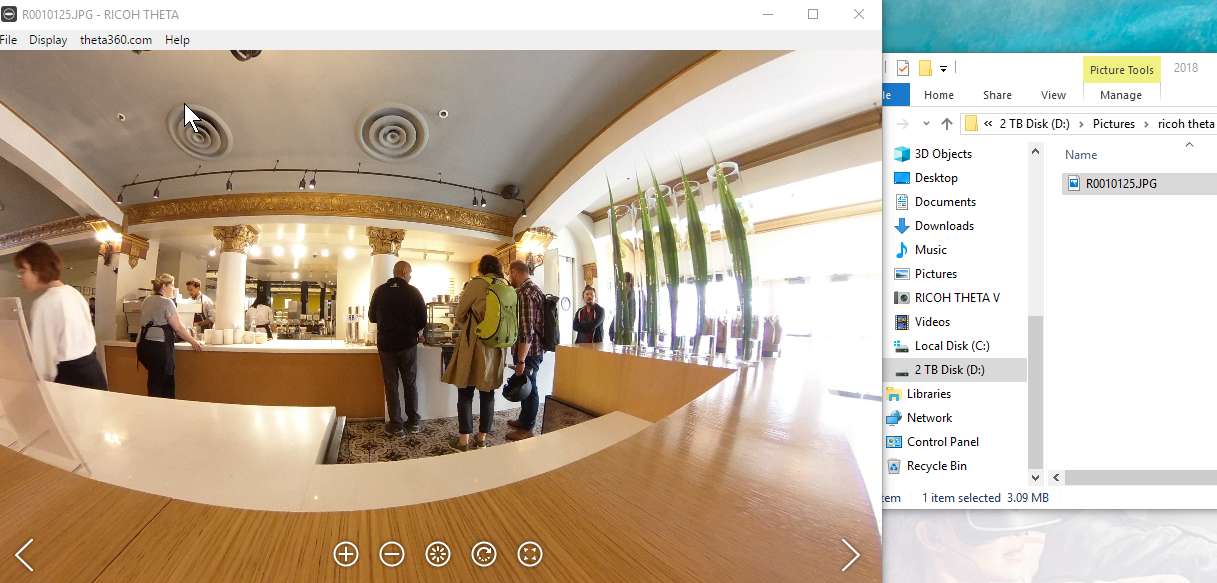 R0010125.JPG - RICOH THETA
File Display theta360.com Help
Picture Tools 2018
Home Share View Manage
« 2 TB Disk (D:) > Pictures > ricoh theta
3D Objects
Desktop
Documents
Downloads
Music
Pictures
RICOH THETA V
Videos
Local Disk (C:)
2 TB Disk (D:)
Libraries
Network
Control Panel
Recycle Bin
Name
R0010125.JPG
1 item selected 3.09 MB